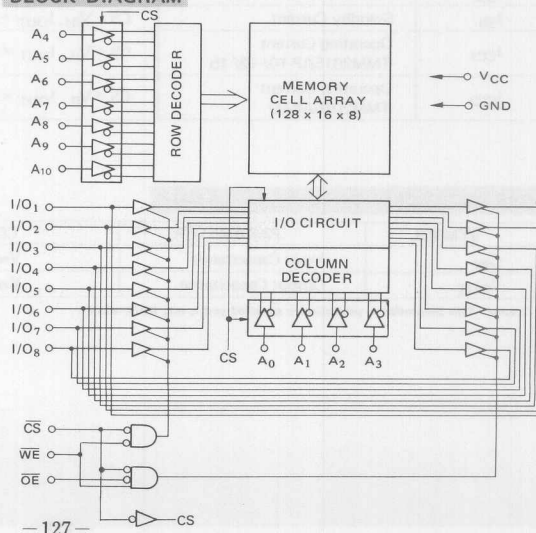 BLOCK DIAGRAM
CS
A4
A5
A6
A7
A8
A9
A10
ROW DECODER
MEMORY
CELL ARRAY
(128 x 16 x 8)
VCC
GND
I/O1
I/O2
I/O3
I/O4
I/O5
I/O6
I/O7
I/O8
I/O CIRCUIT
COLUMN
DECODER
CS
A0 A1 A2 A3
CS
WE
OE
CS
-127-